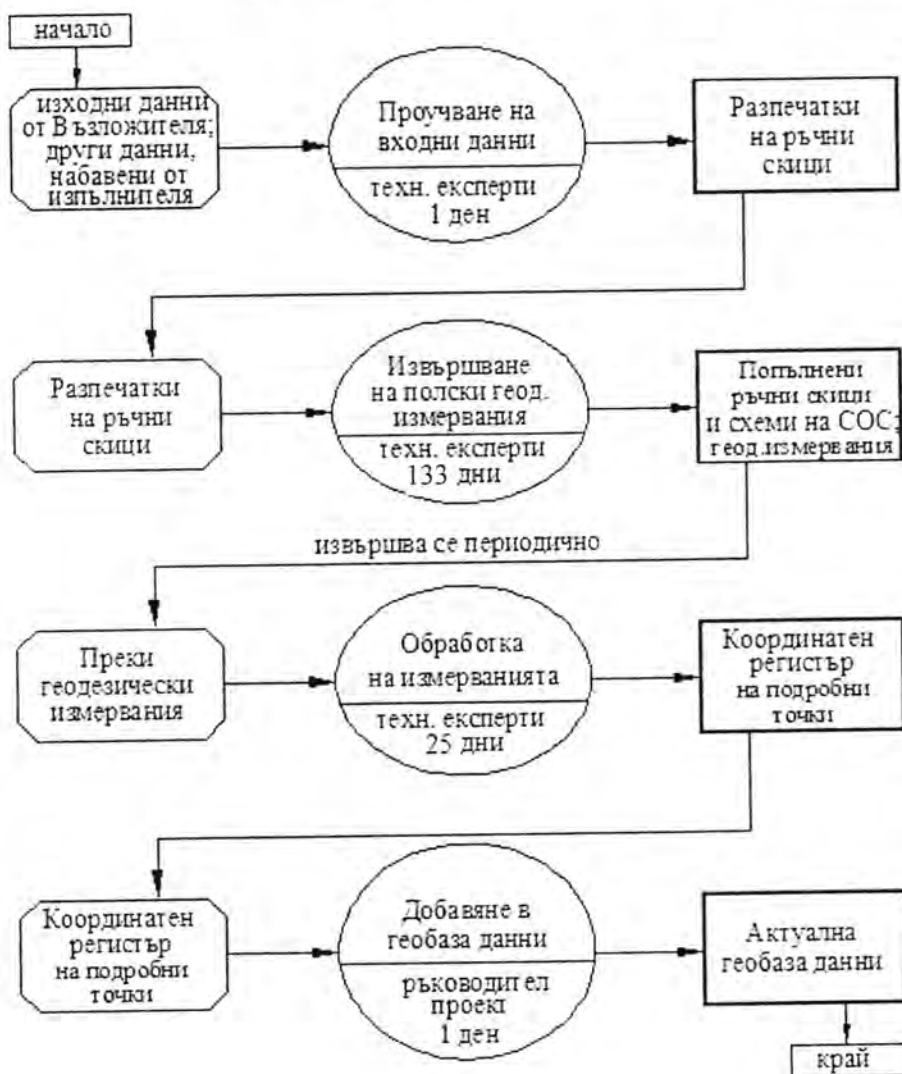 начало
изходни данни
от Възложителя;
други данни,
набавени от
изпълнителя
Проучване на
входни данни
техн. експерти
1 ден
Разпечатки
на ръчни
скици
Разпечатки
на ръчни
скици
Извършване
на полски геод.
измервания
техн. експерти
133 дни
Попълнени
ръчни скици
и схеми на СОС;
геод.измервания
извършва се периодично
Преки
геодезически
измервания
Обработка
на измерванията
техн. експерти
25 дни
Координатен
регистър
на подробни
точки
Координатен
регистър
на подробни
точки
Добавяне в
геобаза данни
ръководител
проект
1 ден
Актуална
геобаза данни
край